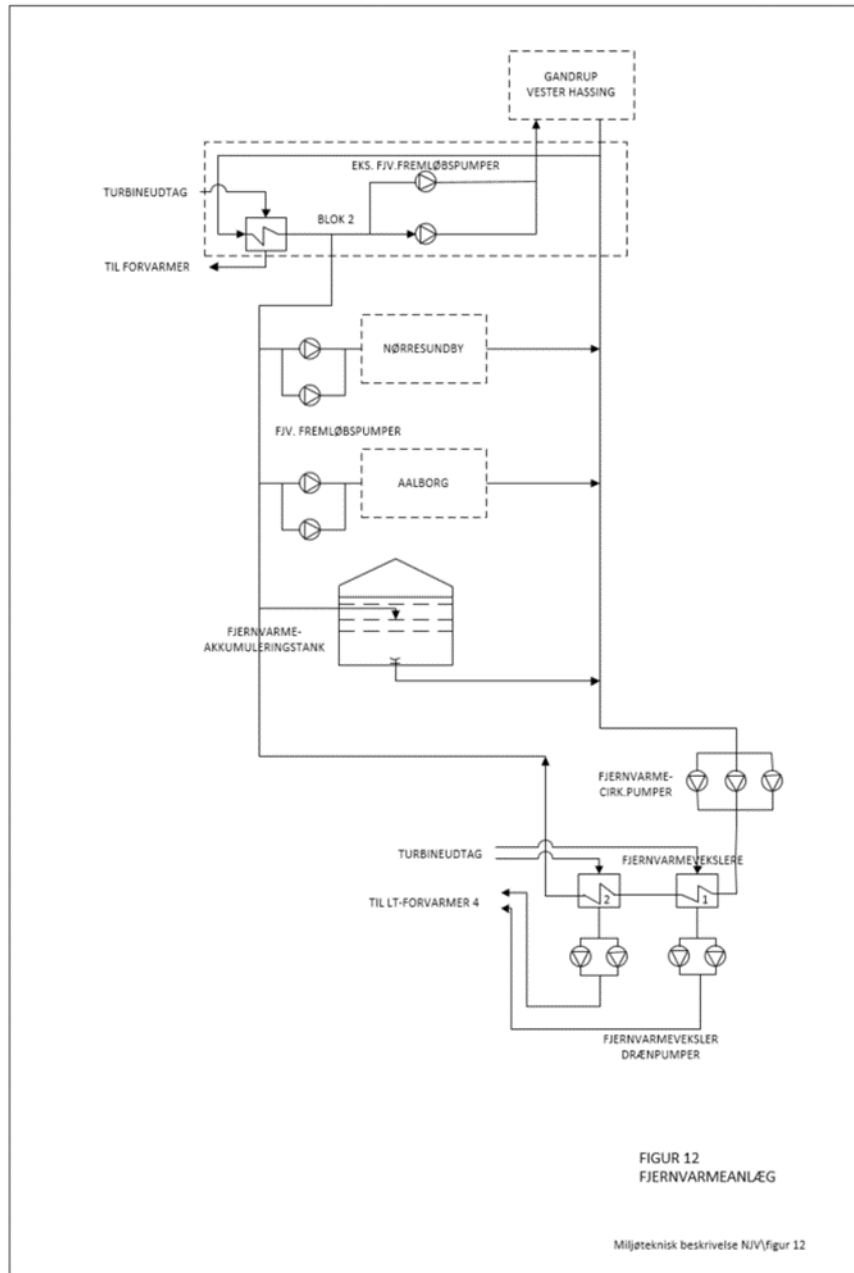 GANDRUP
VESTER HASSING
EKS. FJV.FREMLØBSPUMPER
TURBINEUDTAG
BLOK 2
TIL FORVARMER
NØRRESUNDBY
FJV. FREMLØBSPUMPER
AALBORG
FJERNVARME-
AKKUMULERINGSTANK
FJERNVARME-
CIRK.PUMPER
TURBINEUDTAG
FJERNVARMEVEKSLERE
2
1
TIL LT-FORVARMER 4
FJERNVARMEVEKSLER
DRÆNPUMPER
FIGUR 12
FJERNVARMEANLÆG
Miljøteknisk beskrivelse NJV\figur 12